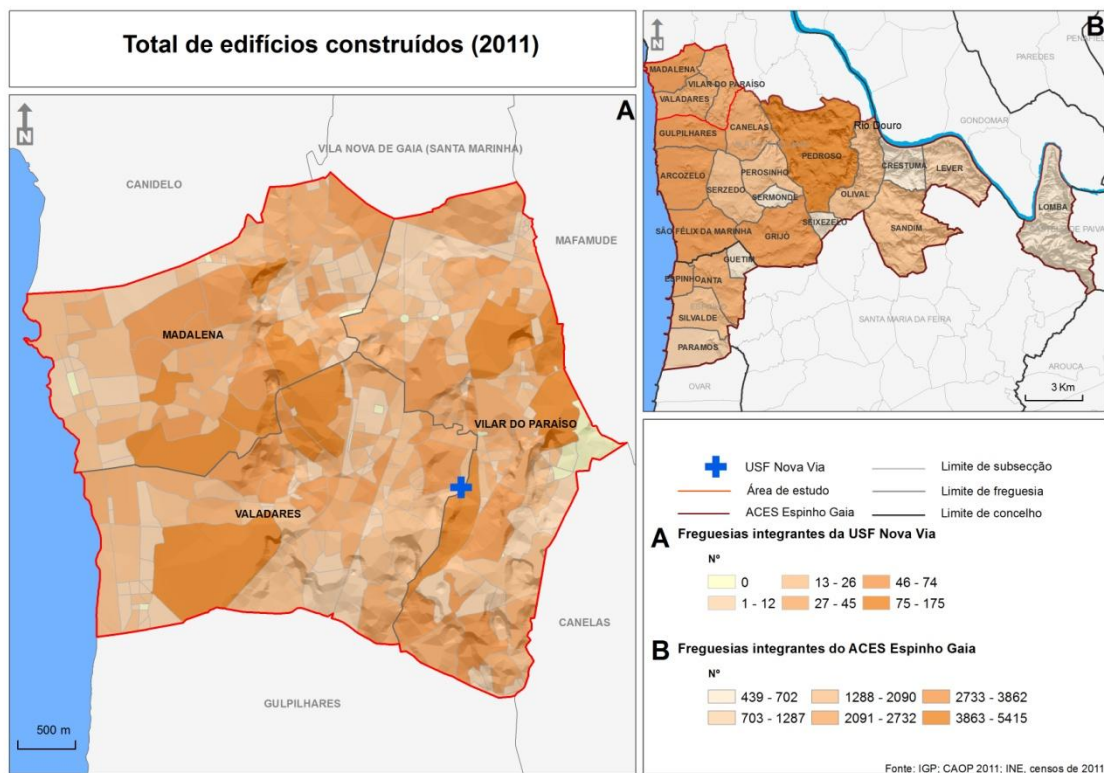 Total de edifícios construídos (2011)
A
N
VILA NOVA DE GAIA (SANTA MARINHA)
CANIDELO
MAFAMUDE
MADALENA
VILAR DO PARAÍSO
VALADARES
CANELAS
GULPILHARES
500 m
B
N
PAREDES
MADALENA
VILAR DO PARAÍSO
VALADARES
GONDOMAR
Rio Douro
GULPILHARES
CANELAS
PEDROSO
CRESTUMA
LEVER
ARCOZELO
PEROSINHO
SERZEDO
SERMONDE
OLIVAL
LOMBA
SEIXEZELO
SÃO FÉLIX DA MARINHA
GRIJÓ
SANDIM
GUETIM
ESPINHO
ANTA
SILVALDE
SANTA MARIA DA FEIRA
PARAMOS
AROUCA
OVAR
3 Km
USF Nova Via
Limite de subsecção
Área de estudo
Limite de freguesia
ACES Espinho Gaia
Limite de concelho
A Freguesias integrantes da USF Nova Via
Nº
0 13 - 26 46 - 74
1 - 12 27 - 45 75 - 175
B Freguesias integrantes do ACES Espinho Gaia
Nº
439 - 702 1288 - 2090 2733 - 3862
703 - 1287 2091 - 2732 3863 - 5415
Fonte: IGP; CAOP 2011; INE, censos de 2011